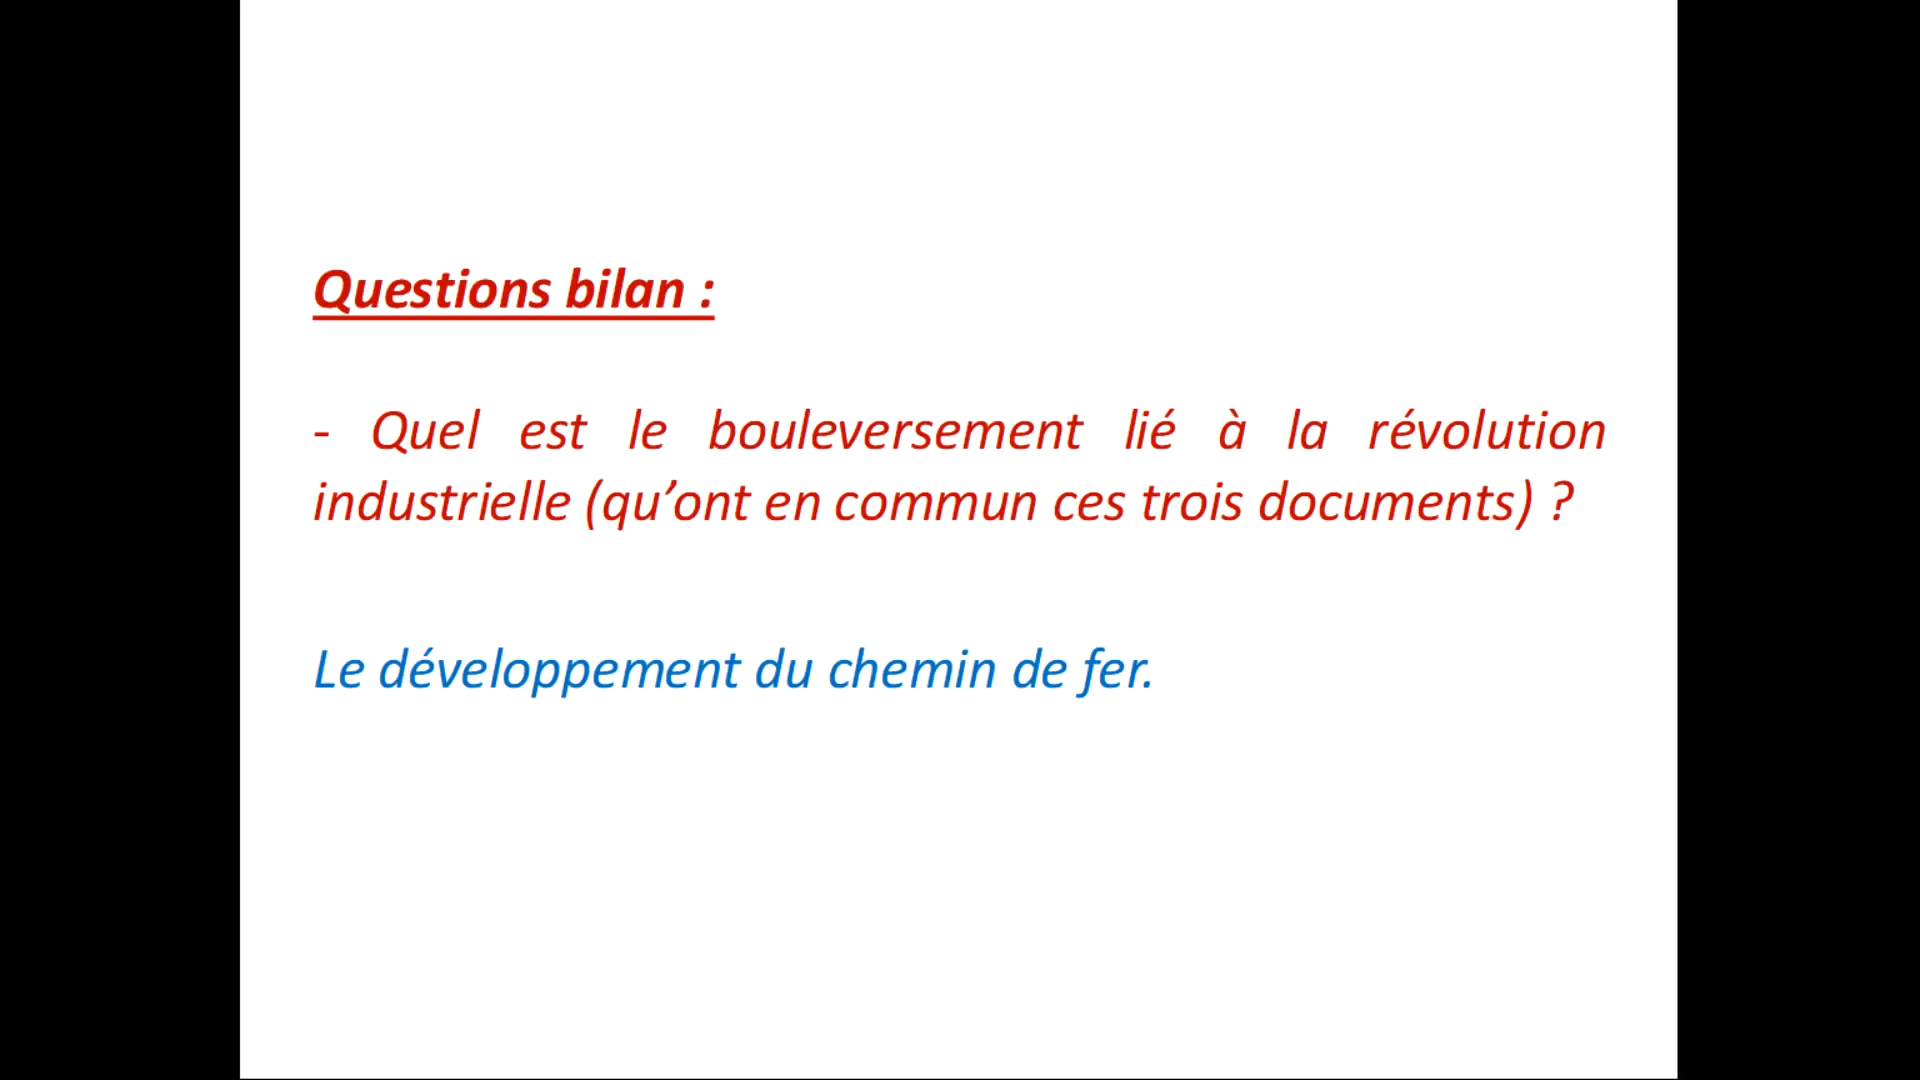 Questions bilan :
- Quel est le bouleversement lié à la révolution
industrielle (qu’ont en commun ces trois documents) ?
Le développement du chemin de fer.